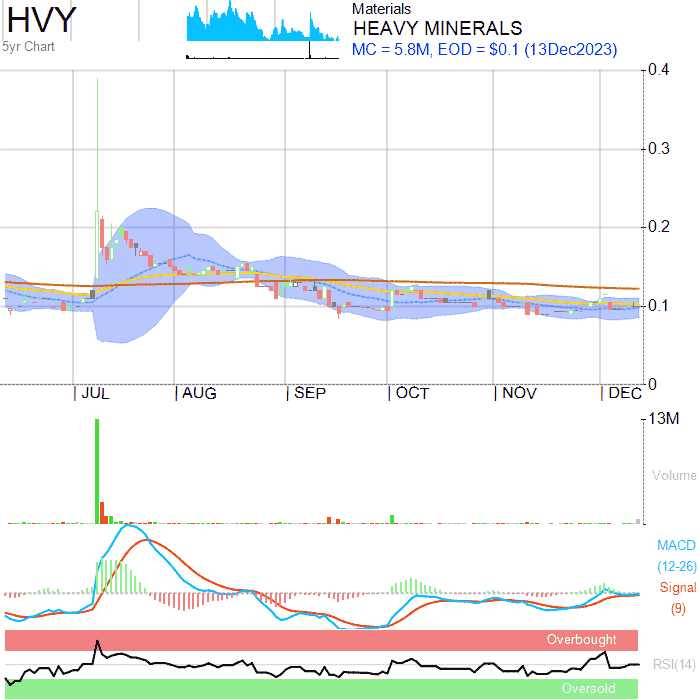 HVY
5yr Chart
Materials
HEAVY MINERALS
MC = 5.8M, EOD = $0.1 (13Dec2023)
0.4
0.3
0.2
0.1
0
JUL AUG SEP OCT NOV DEC
13M
Volume
MACD
(12-26)
Signal
(9)
Overbought
RSI(14)
Oversold